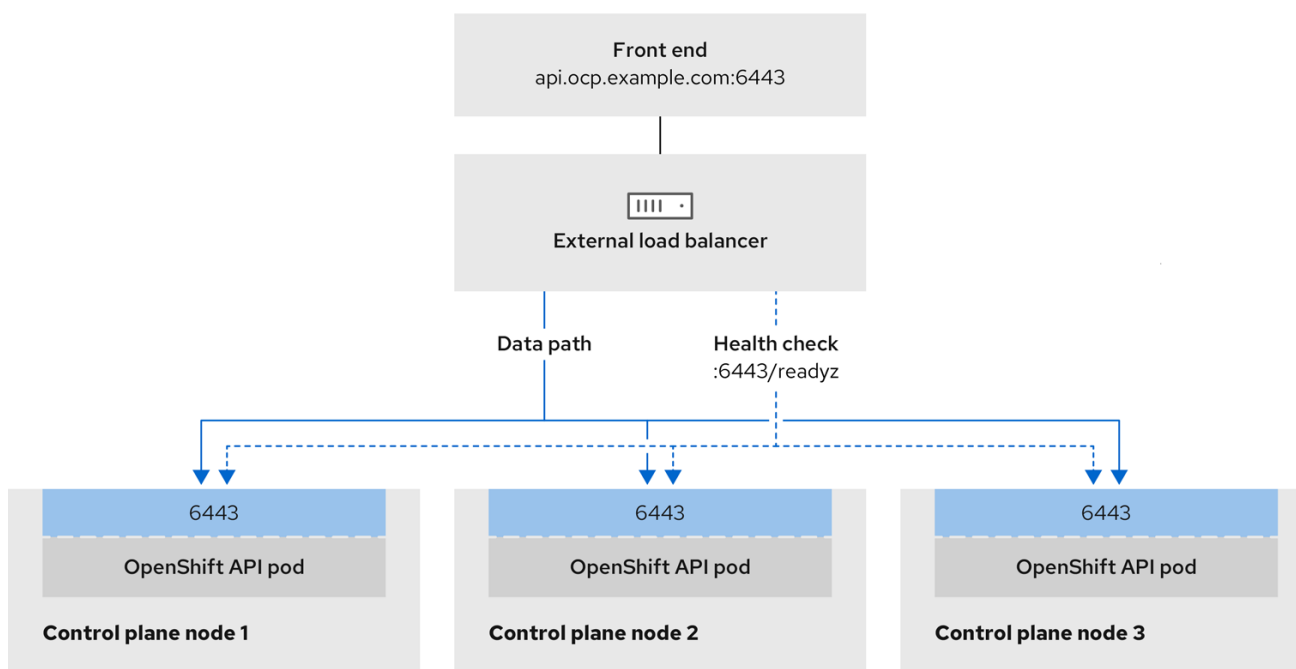 Front end
api.ocp.example.com:6443
External load balancer
Data path
Health check
:6443/readyz
6443
6443
6443
OpenShift API pod
OpenShift API pod
OpenShift API pod
Control plane node 1
Control plane node 2
Control plane node 3